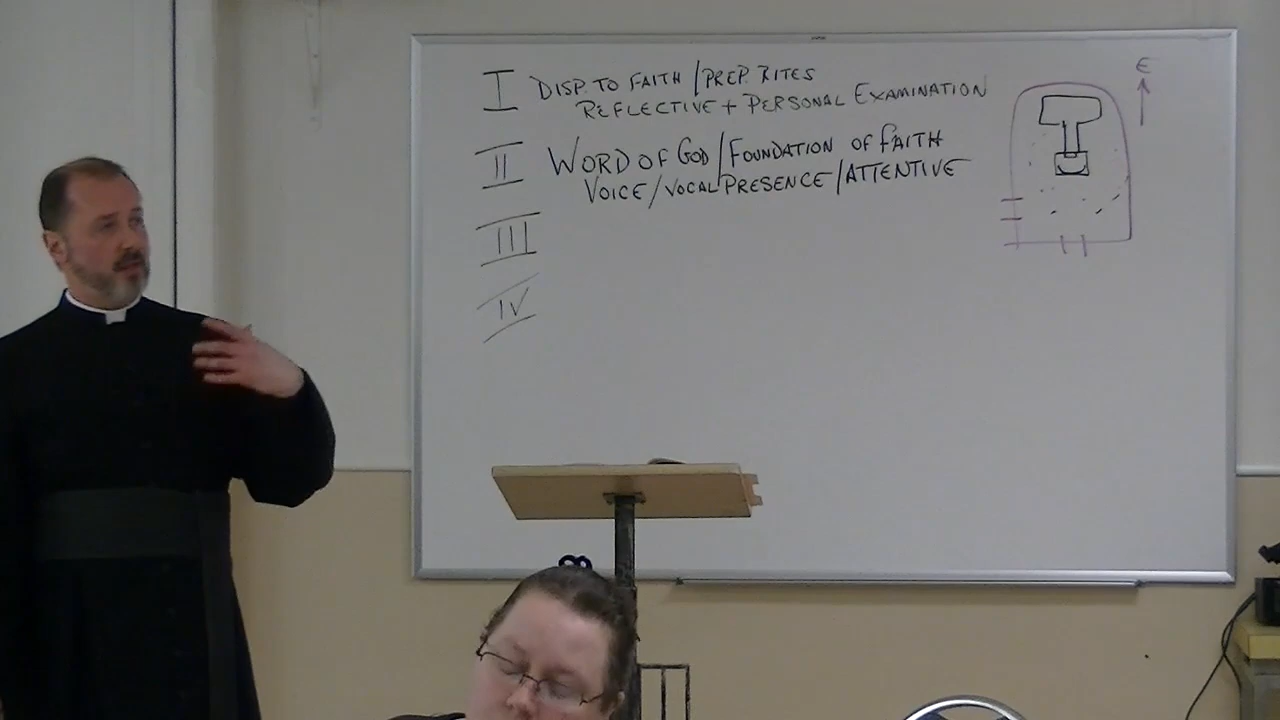 I DISP. TO FAITH / PREP. RITES
REFLECTIVE + PERSONAL EXAMINATION
II WORD OF GOD / FOUNDATION OF FAITH
VOICE / VOCAL PRESENCE / ATTENTIVE
III
IV
E